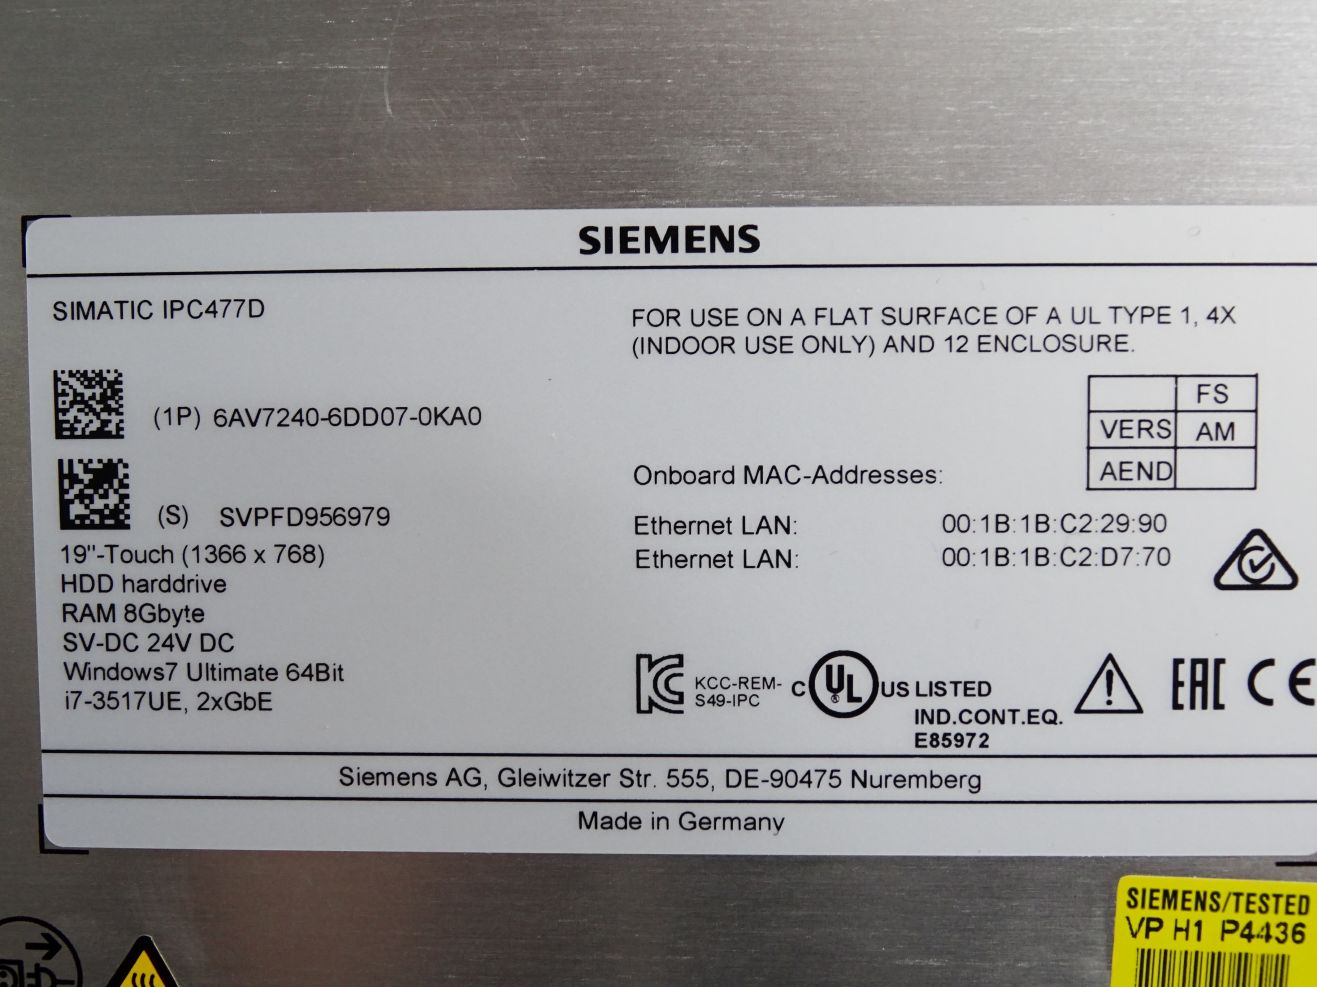 SIEMENS
SIMATIC IPC477D
(1P) 6AV7240-6DD07-0KA0
(S) SVPFD956979
19"-Touch (1366 x 768)
HDD harddrive
RAM 8Gbyte
SV-DC 24V DC
Windows7 Ultimate 64Bit
i7-3517UE, 2xGbE
FOR USE ON A FLAT SURFACE OF A UL TYPE 1, 4X
(INDOOR USE ONLY) AND 12 ENCLOSURE.
FS
VERS AM
AEND
Onboard MAC-Addresses:
Ethernet LAN: 00:1B:1B:C2:29:90
Ethernet LAN: 00:1B:1B:C2:D7:70
KCC-REM-
S49-IPC
C UL ® US LISTED
IND.CONT.EQ.
E85972
EAC CE
Siemens AG, Gleiwitzer Str. 555, DE-90475 Nuremberg
Made in Germany
SIEMENS/TESTED
VP H1 P4436